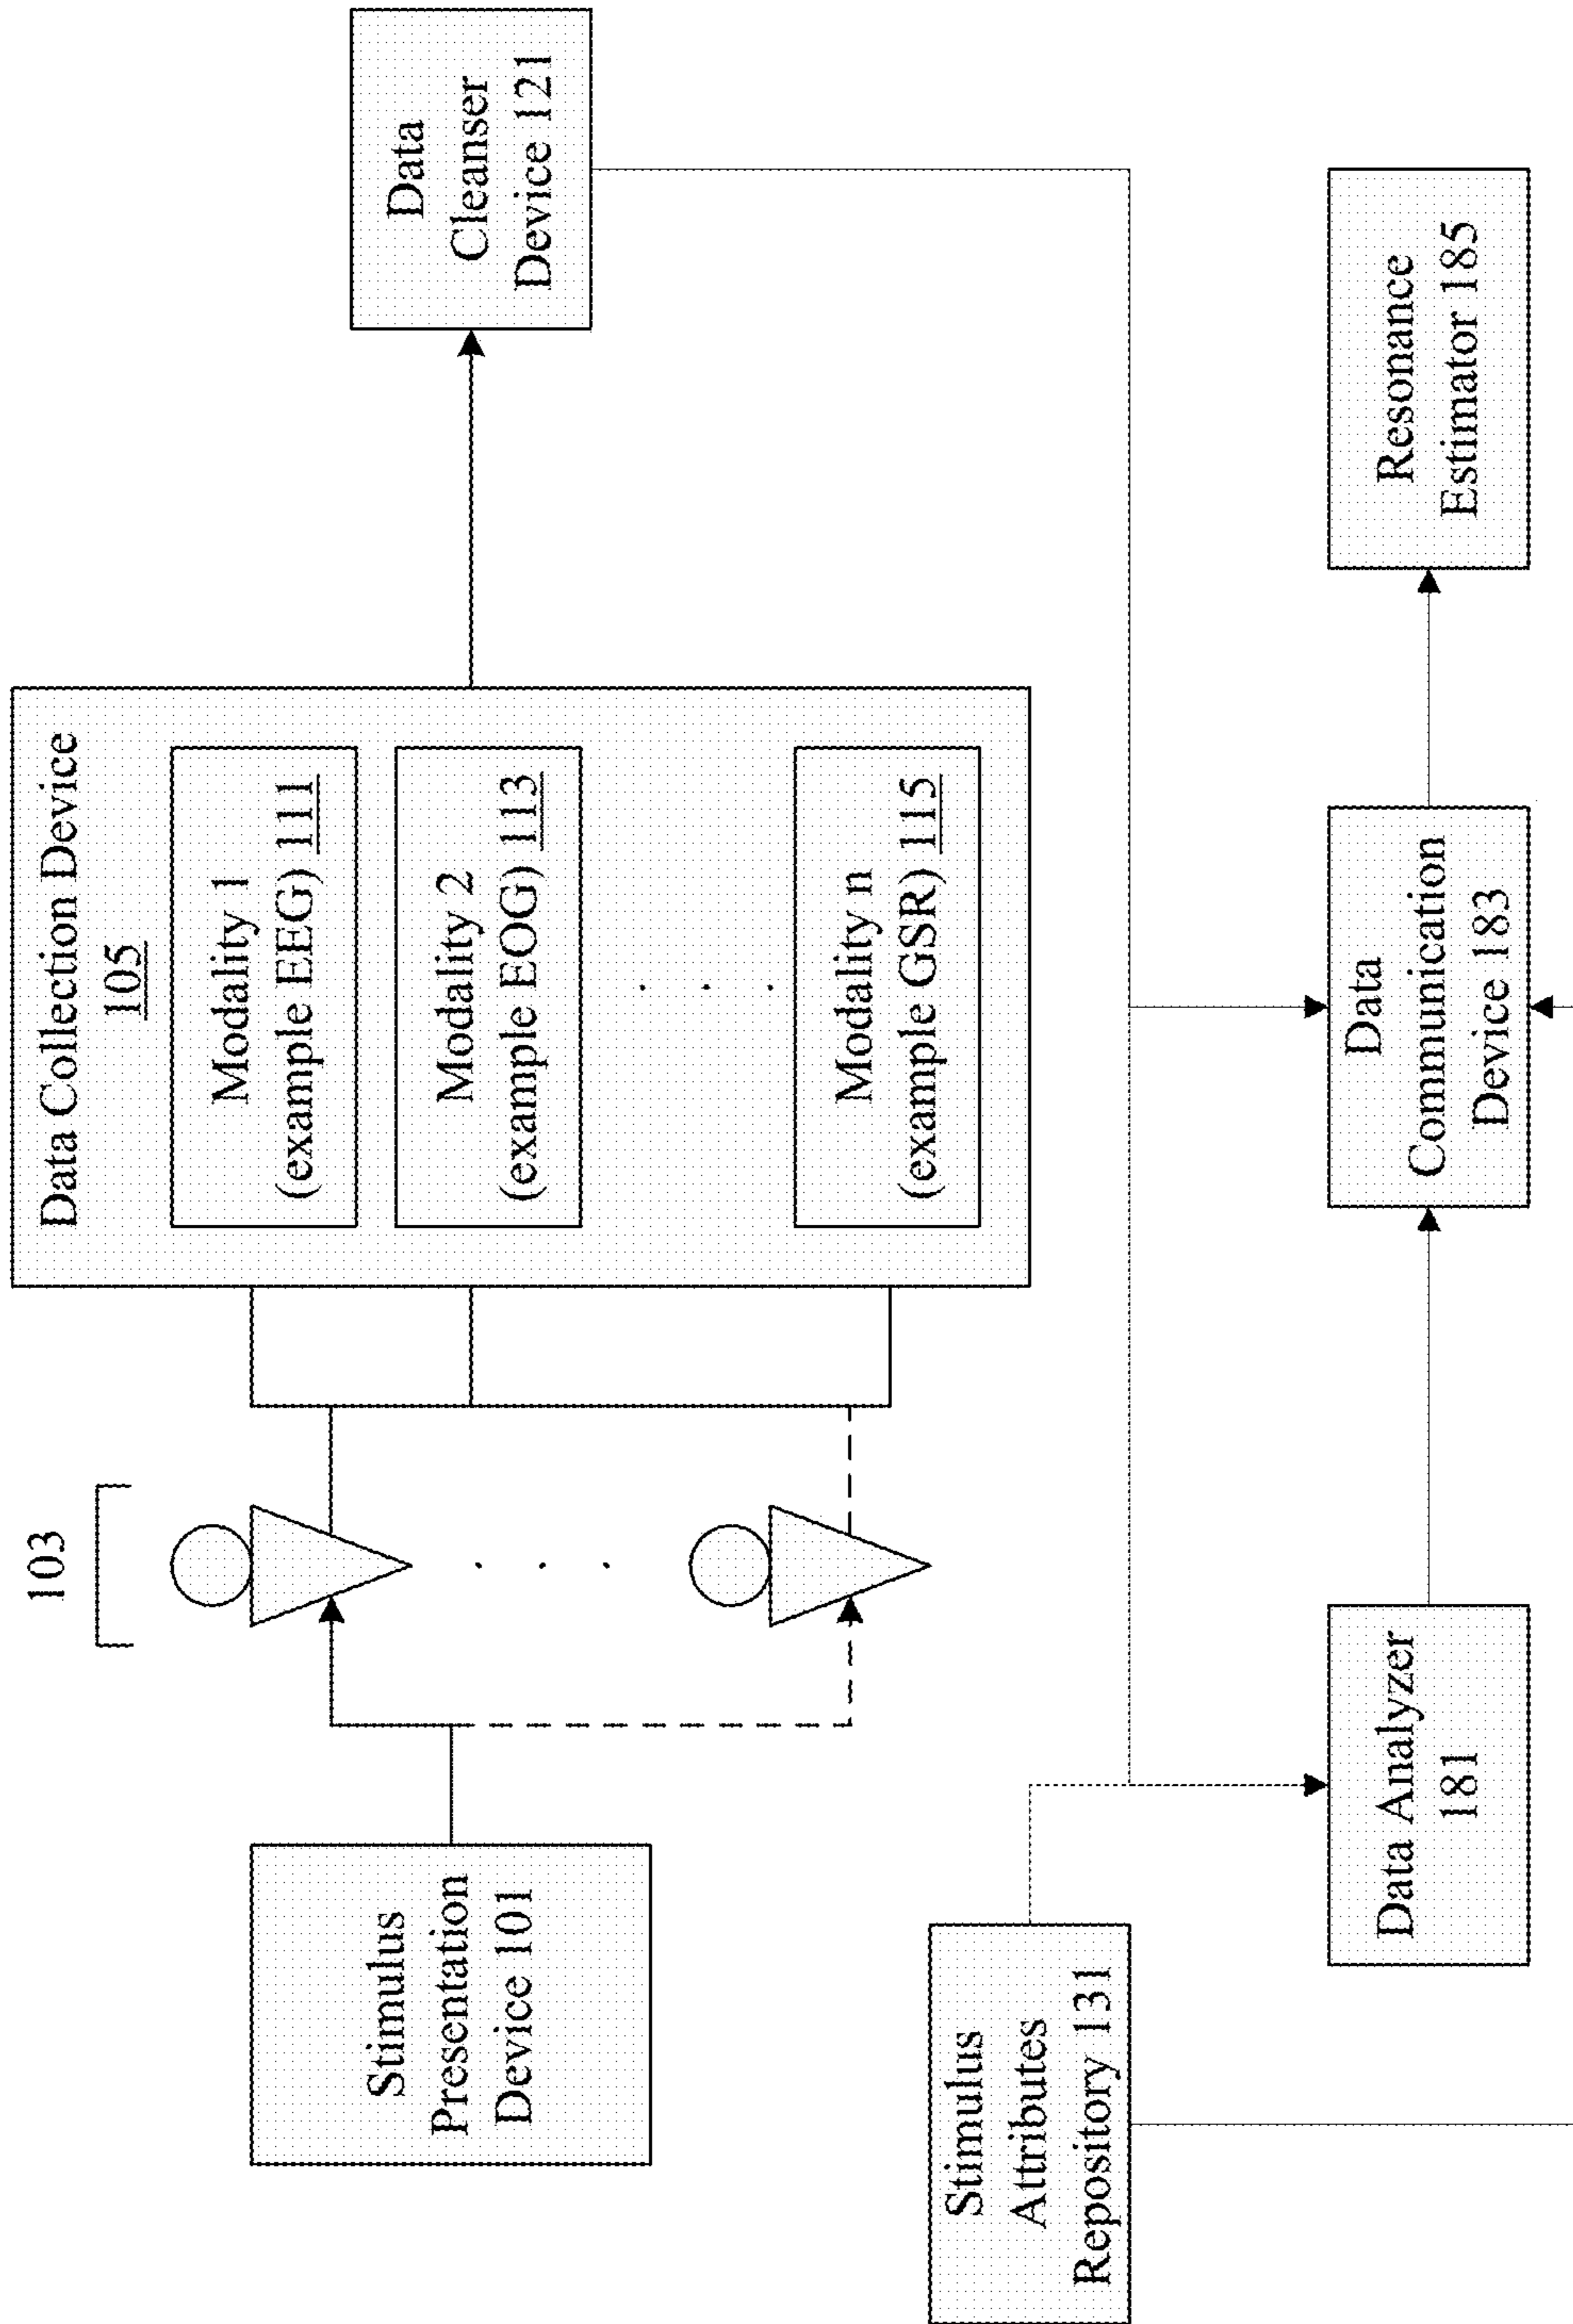 Stimulus
Presentation
Device 101
103
Data Collection Device
105
Modality 1
(example EEG) 111
Modality 2
(example EOG) 113
. . .
Modality n
(example GSR) 115
Data
Cleanser
Device 121
Stimulus
Attributes
Repository 131
Data Analyzer
181
Data
Communication
Device 183
Resonance
Estimator 185